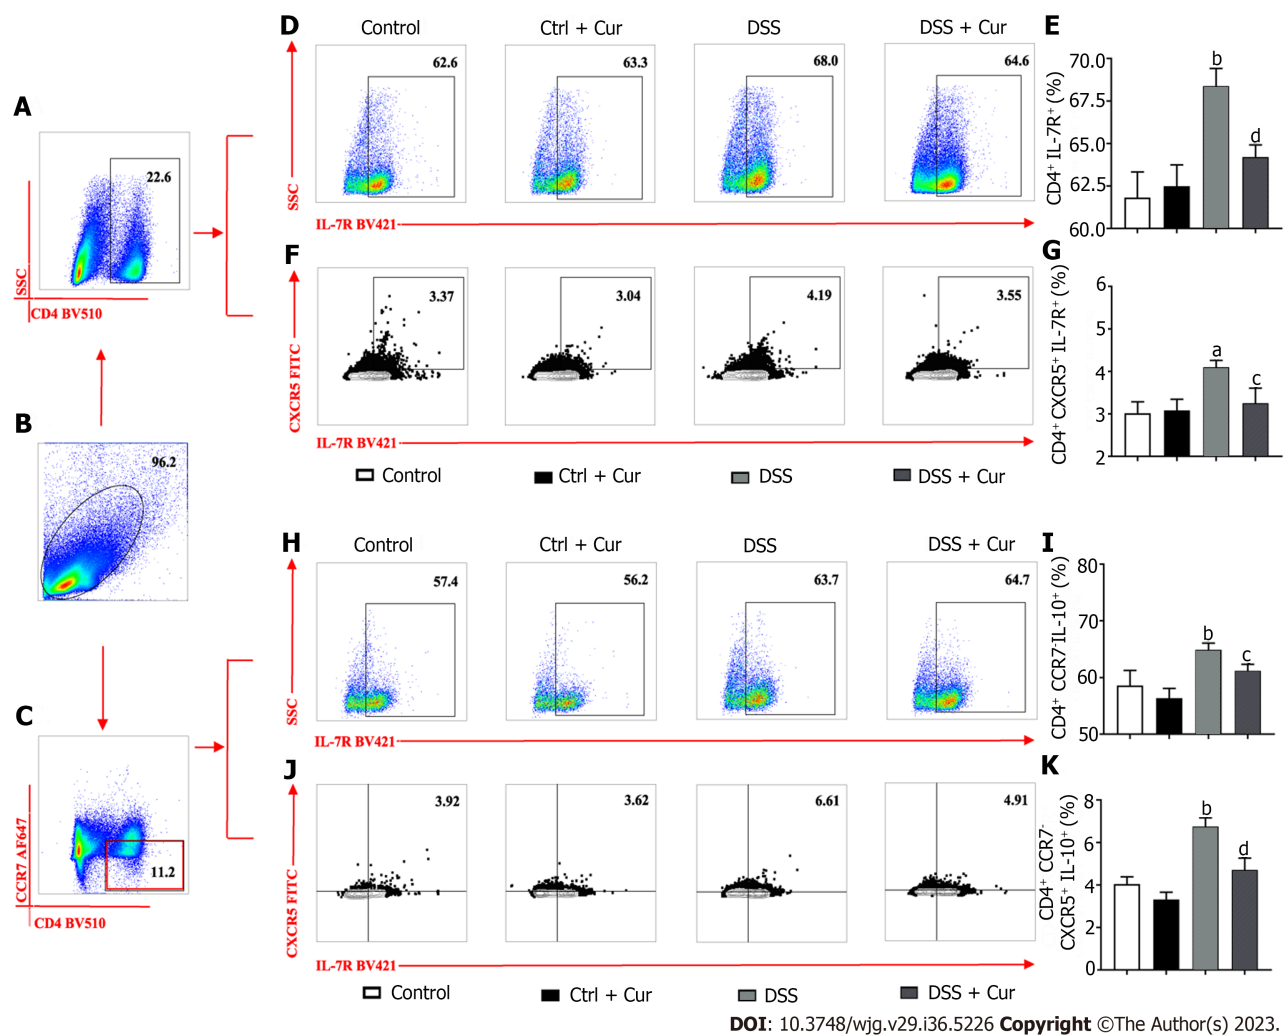 A
SSC
22.6
CD4 BV510
B
96.2
C
CCR7 AF647
11.2
CD4 BV510
D
Control
Ctrl + Cur
DSS
DSS + Cur
SSC
62.6
63.3
68.0
64.6
IL-7R BV421
E
CD4⁺ IL-7R⁺ (%)
70.0
67.5
65.0
62.5
60.0
b
d
F
CXCR5 FITC
3.37
3.04
4.19
3.55
IL-7R BV421
G
CD4⁺ CXCR5⁺ IL-7R⁺ (%)
6
5
4
3
2
a
c
Control
Ctrl + Cur
DSS
DSS + Cur
H
Control
Ctrl + Cur
DSS
DSS + Cur
SSC
57.4
56.2
63.7
64.7
IL-7R BV421
I
CD4⁺ CCR7⁻IL-10⁺ (%)
80
70
60
50
b
c
J
CXCR5 FITC
3.92
3.62
6.61
4.91
IL-7R BV421
K
CD4⁺ CCR7⁻
CXCR5⁺ IL-10⁺ (%)
8
6
4
2
0
b
d
Control
Ctrl + Cur
DSS
DSS + Cur
DOI: 10.3748/wjg.v29.i36.5226 Copyright ©The Author(s) 2023.